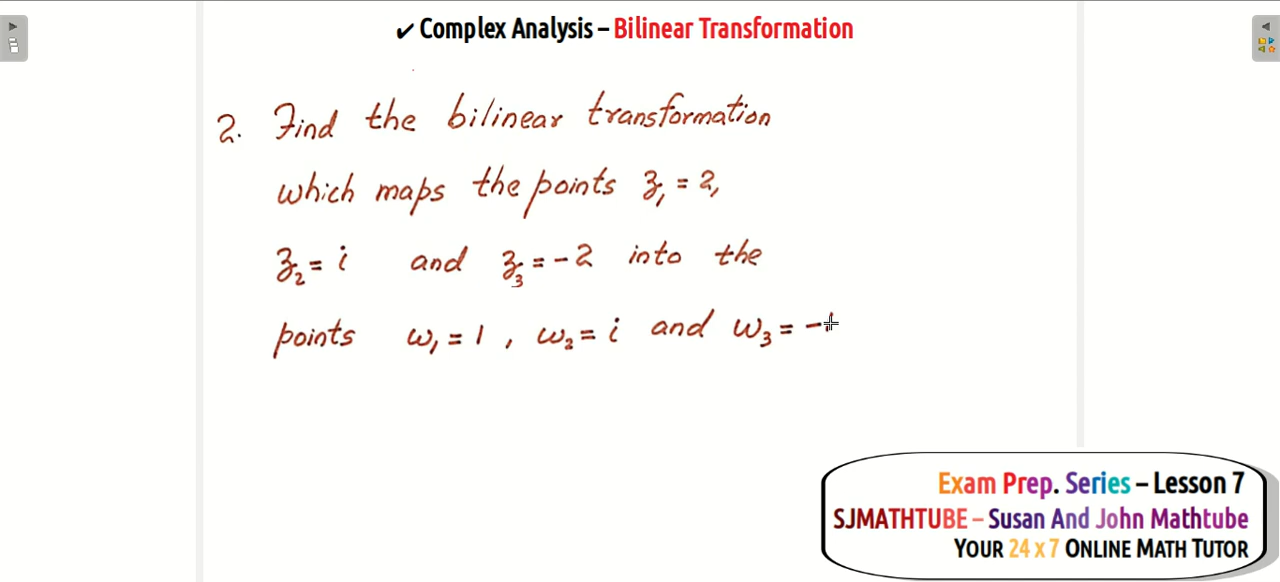 ✔ Complex Analysis – Bilinear Transformation
2. Find the bilinear transformation
which maps the points z₁ = 2,
z₂ = i and z₃ = -2 into the
points w₁ = 1, w₂ = i and w₃ = -
Exam Prep. Series – Lesson 7
SJMATHTUBE – Susan And John Mathtube
YOUR 24 x 7 ONLINE MATH TUTOR